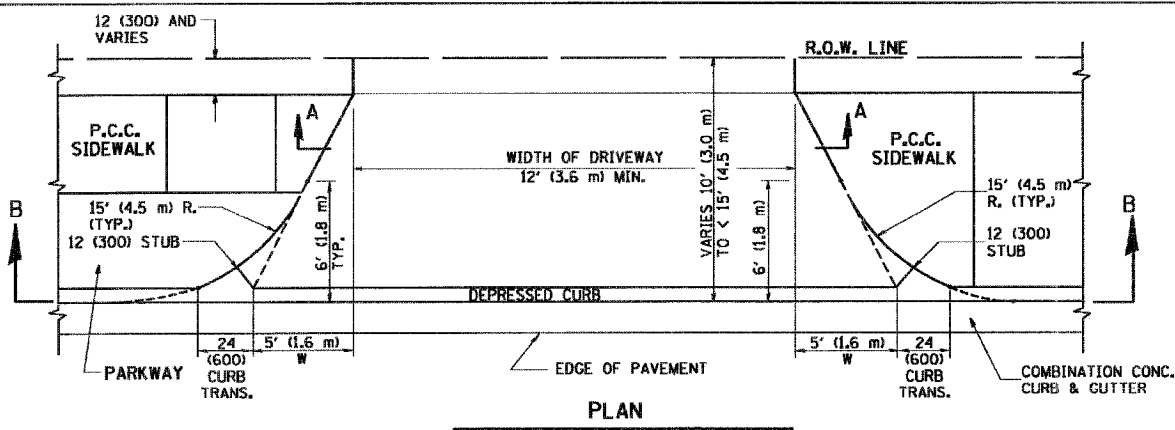 12 (300) AND
VARIES
R.O.W. LINE
A
A
P.C.C.
SIDEWALK
P.C.C.
SIDEWALK
WIDTH OF DRIVEWAY
12' (3.6 m) MIN.
VARIES 10' (3.0 m)
TO < 15' (4.5 m)
15' (4.5 m) R.
(TYP.)
15' (4.5 m)
R. (TYP.)
B
B
12 (300) STUB
12 (300)
STUB
6' (1.8 m)
TYP.
6' (1.8 m)
DEPRESSED CURB
24
(600)
CURB
TRANS.
5' (1.6 m)
W
5' (1.6 m)
W
24
(600)
CURB
TRANS.
PARKWAY
EDGE OF PAVEMENT
COMBINATION CONC.
CURB & GUTTER
PLAN